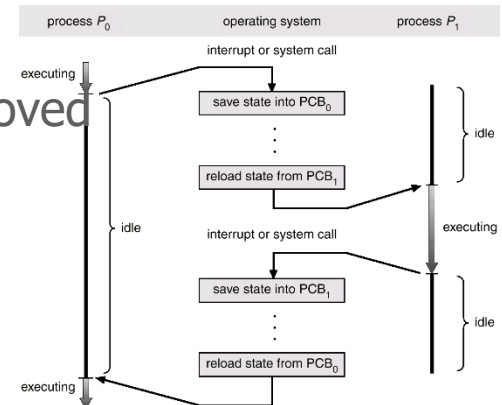 process P0 operating system process P1
interrupt or system call
executing
save state into PCB0
oved
idle
reload state from PCB1
idle
interrupt or system call
executing
save state into PCB1
idle
reload state from PCB0
executing